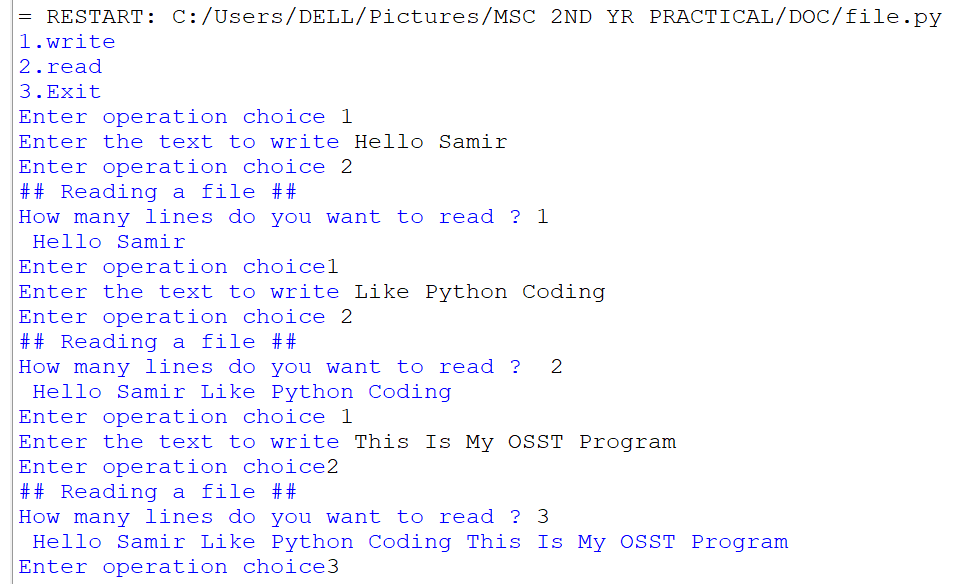 = RESTART: C:/Users/DELL/Pictures/MSC 2ND YR PRACTICAL/DOC/file.py
1.write
2.read
3.Exit
Enter operation choice 1
Enter the text to write Hello Samir
Enter operation choice 2
## Reading a file ##
How many lines do you want to read ? 1
 Hello Samir
Enter operation choice1
Enter the text to write Like Python Coding
Enter operation choice 2
## Reading a file ##
How many lines do you want to read ?  2
 Hello Samir Like Python Coding
Enter operation choice 1
Enter the text to write This Is My OSST Program
Enter operation choice2
## Reading a file ##
How many lines do you want to read ? 3
 Hello Samir Like Python Coding This Is My OSST Program
Enter operation choice3